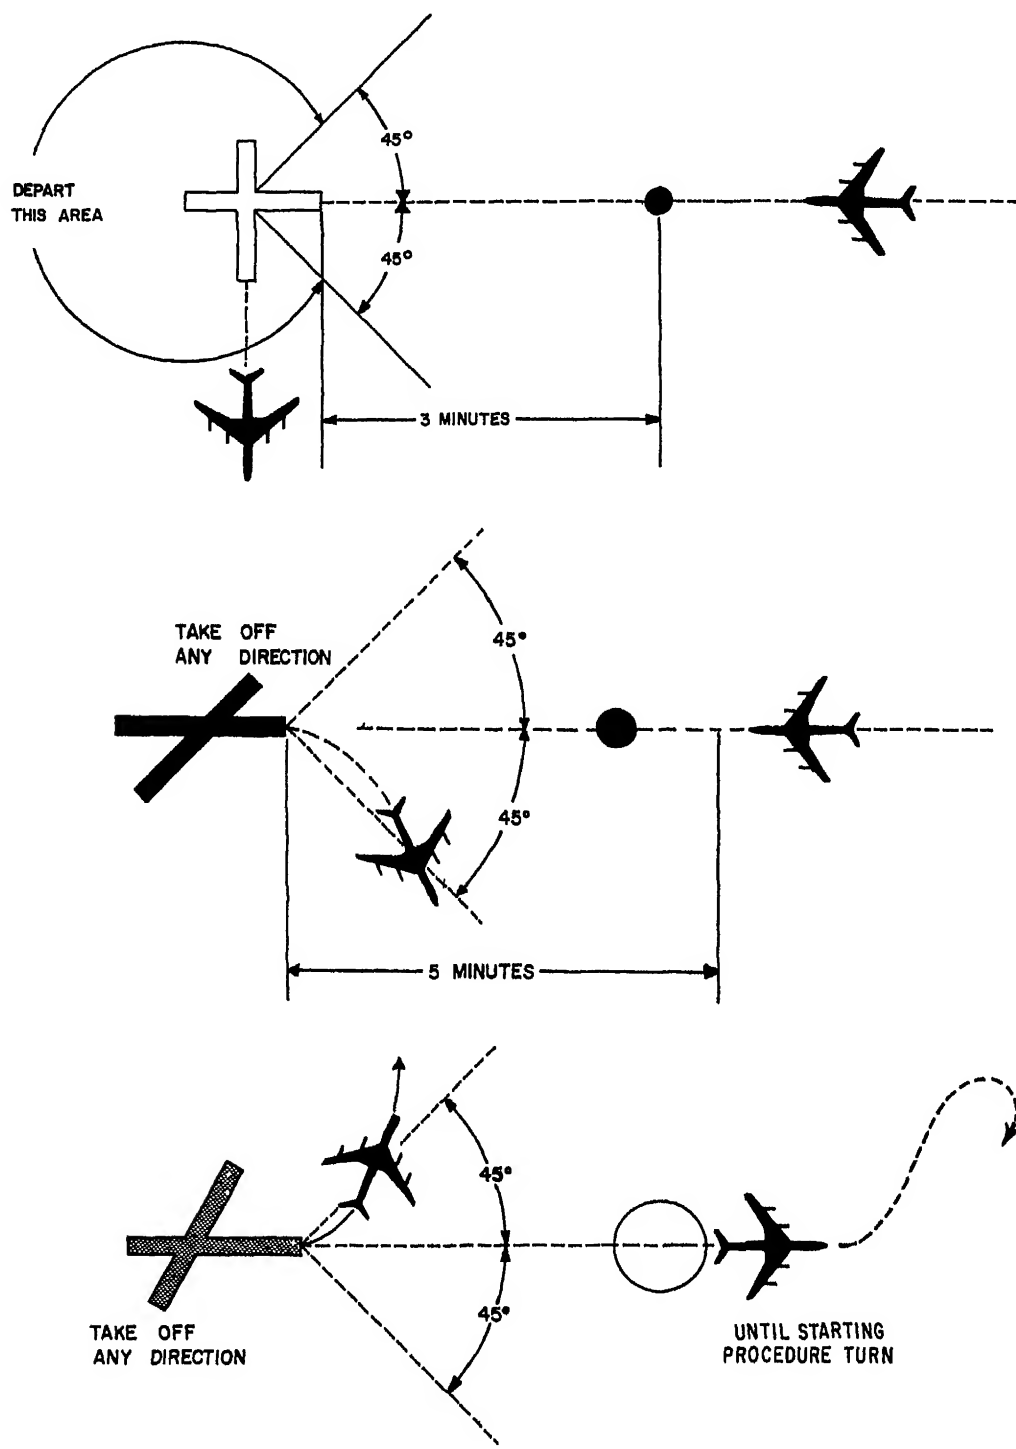 45°
DEPART
THIS AREA
45°
3 MINUTES
TAKE OFF
ANY DIRECTION
45°
45°
5 MINUTES
45°
45°
TAKE OFF
ANY DIRECTION
UNTIL STARTING
PROCEDURE TURN